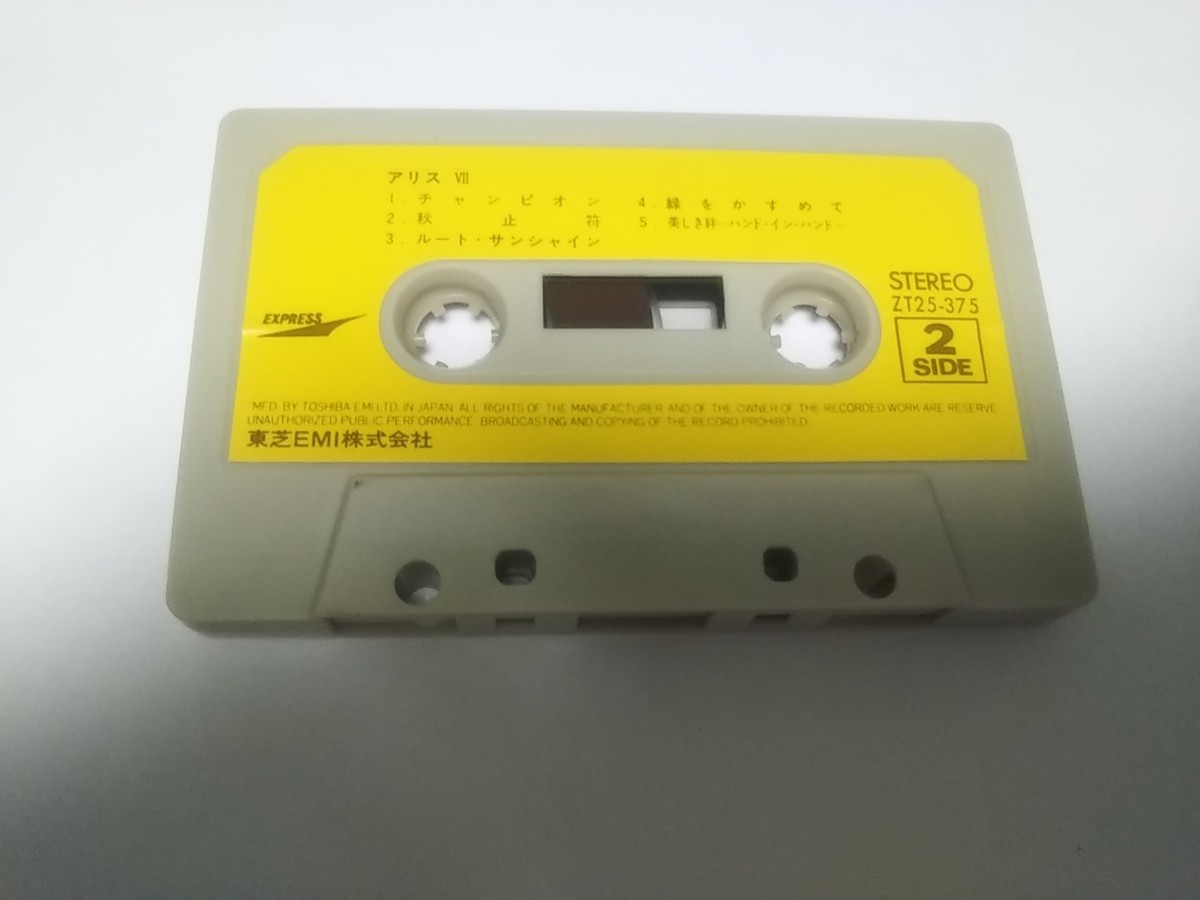 アリス Ⅶ
1. チャンピオン
2. 秋止符
3. ルート・サンシャイン
4. 緑をかすめて
5. 美しき絆—ハンド・イン・ハンド—
EXPRESS
STEREO
ZT25-375
2
SIDE
MFD BY TOSHIBA EMI LTD. IN JAPAN. ALL RIGHTS OF THE MANUFACTURER AND OF THE OWNER OF THE RECORDED WORK ARE RESERVE
UNAUTHORIZED PUBLIC PERFORMANCE BROADCASTING AND COPYING OF THE RECORD PROHIBITED
東芝EMI株式会社